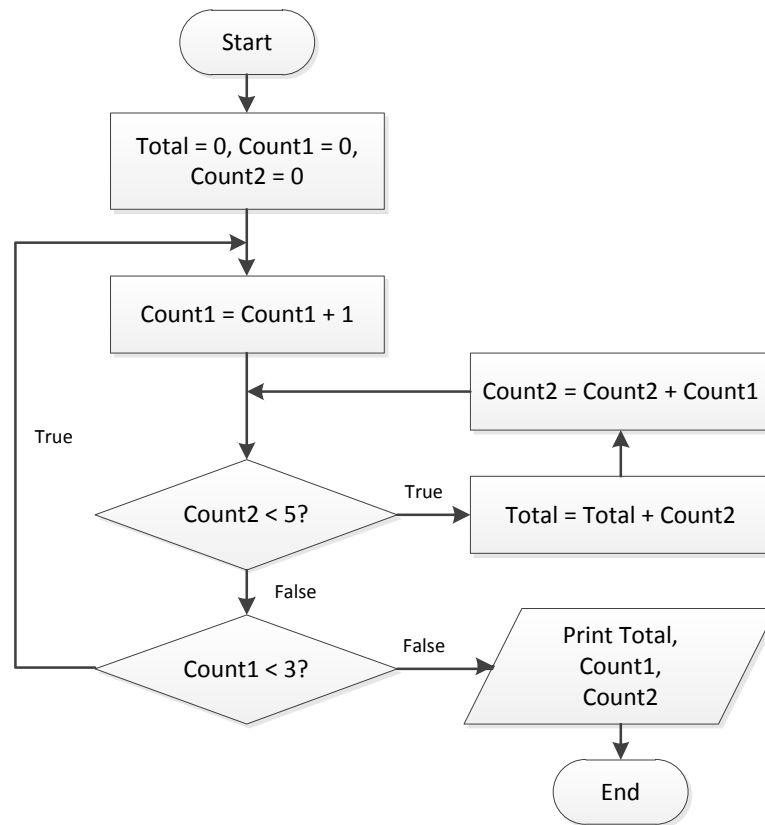 Start
Total = 0, Count1 = 0,
Count2 = 0
Count1 = Count1 + 1
Count2 = Count2 + Count1
True
Count2 < 5?
True
Total = Total + Count2
False
Count1 < 3?
False
Print Total,
Count1,
Count2
End